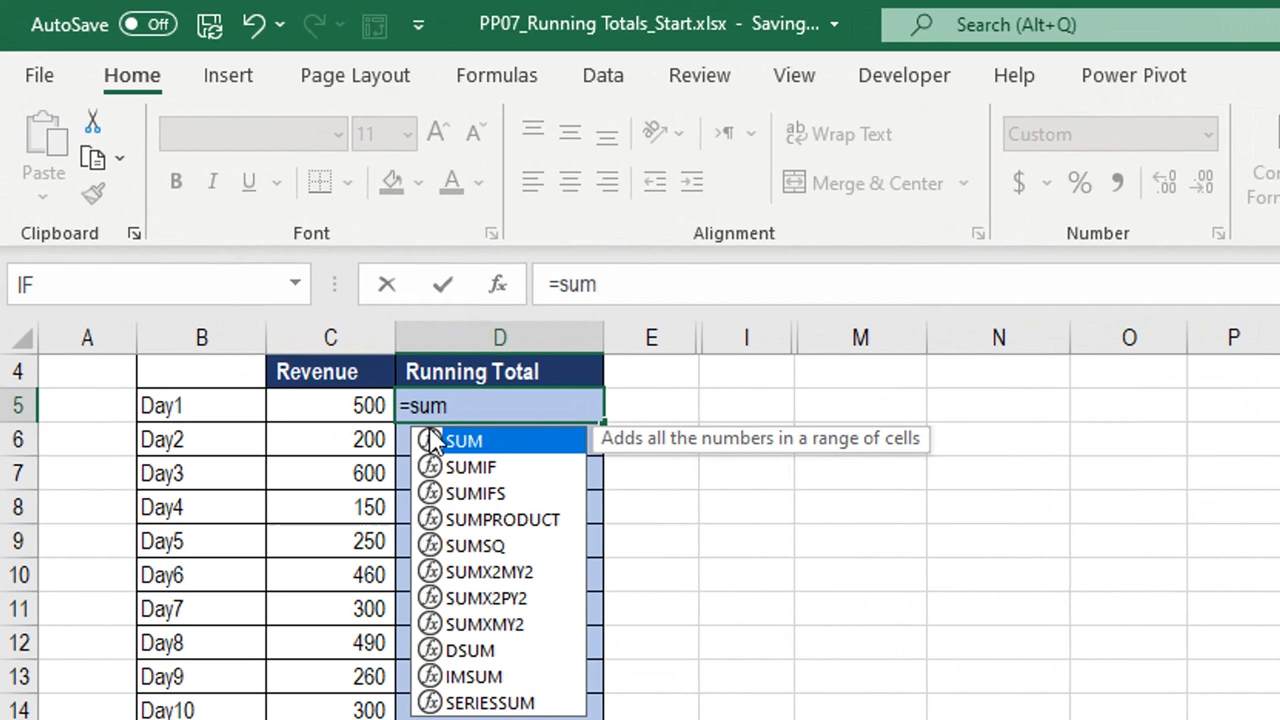 AutoSave Off PP07_Running Totals_Start.xlsx - Saving... Search (Alt+Q)
File Home Insert Page Layout Formulas Data Review View Developer Help Power Pivot
Paste 11 A A ab Wrap Text Custom
B I U A Merge & Center $ % , Con
Form
Clipboard Font Alignment Number
IF fx =sum
A B C D E I M N O P
4 Revenue Running Total
5 Day1 500 =sum
6 Day2 200 SUM Adds all the numbers in a range of cells
SUMIF
7 Day3 600
SUMIFS
8 Day4 150 SUMPRODUCT
9 Day5 250 SUMSQ
10 Day6 460 SUMX2MY2
SUMX2PY2
11 Day7 300 SUMXMY2
12 Day8 490 DSUM
13 Day9 260 IMSUM
14 Day10 300 SERIESSUM